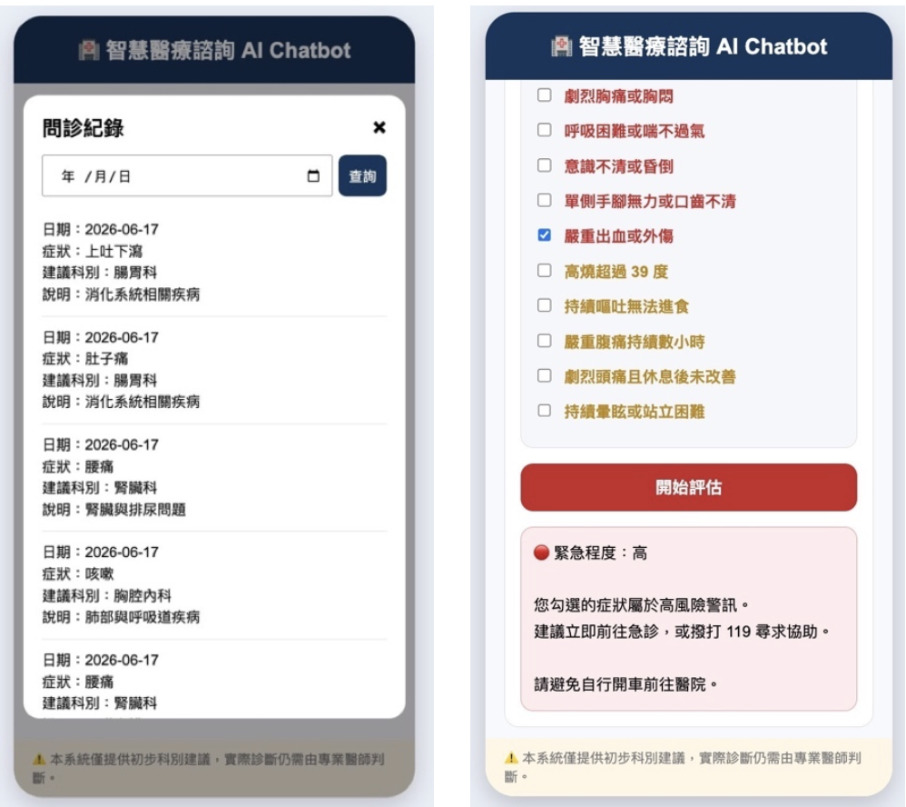 🏥 智慧醫療諮詢 AI Chatbot
問診紀錄 ×
年 /月/日 查詢
日期：2026-06-17
症狀：上吐下瀉
建議科別：腸胃科
說明：消化系統相關疾病
日期：2026-06-17
症狀：肚子痛
建議科別：腸胃科
說明：消化系統相關疾病
日期：2026-06-17
症狀：腰痛
建議科別：腎臟科
說明：腎臟與排尿問題
日期：2026-06-17
症狀：咳嗽
建議科別：胸腔內科
說明：肺部與呼吸道疾病
日期：2026-06-17
症狀：腰痛
建議科別：腎臟科
⚠️ 本系統僅提供初步科別建議，實際診斷仍需由專業醫師判
斷。
🏥 智慧醫療諮詢 AI Chatbot
劇烈胸痛或胸悶
呼吸困難或喘不過氣
意識不清或昏倒
單側手腳無力或口齒不清
嚴重出血或外傷
高燒超過 39 度
持續嘔吐無法進食
嚴重腹痛持續數小時
劇烈頭痛且休息後未改善
持續暈眩或站立困難
開始評估
🔴 緊急程度：高
您勾選的症狀屬於高風險警訊。
建議立即前往急診，或撥打 119 尋求協助。
請避免自行開車前往醫院。
⚠️ 本系統僅提供初步科別建議，實際診斷仍需由專業醫師判
斷。